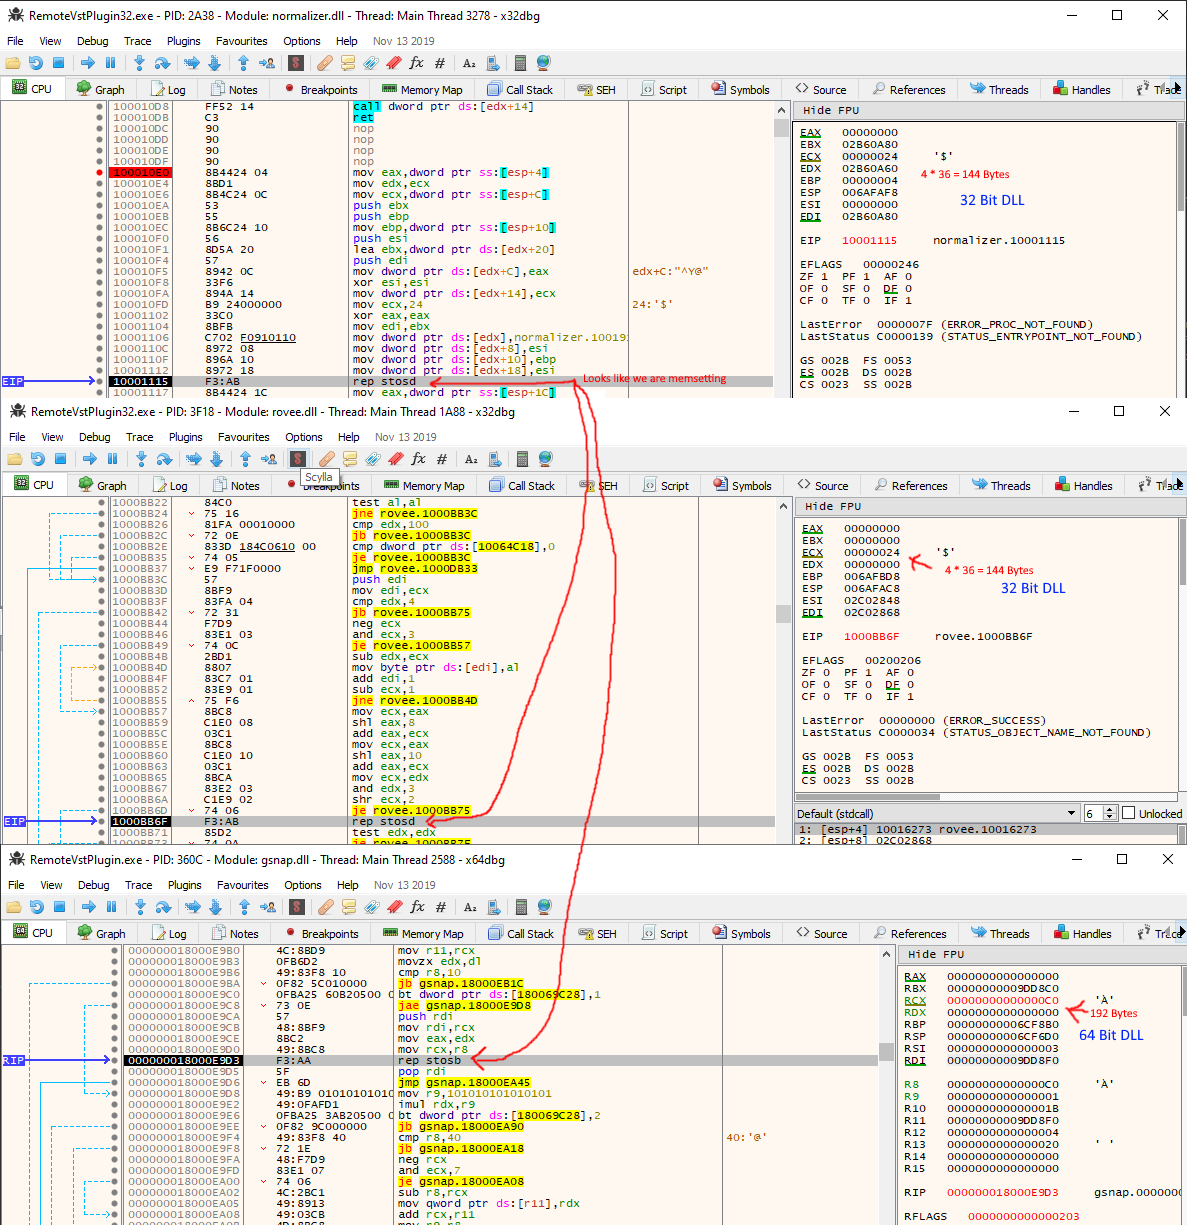 RemoteVstPlugin32.exe - PID: 2A38 - Module: normalizer.dll - Thread: Main Thread 3278 - x32dbg
File View Debug Trace Plugins Favourites Options Help Nov 13 2019
CPU Graph Log Notes Breakpoints Memory Map Call Stack SEH Script Symbols Source References Threads Handles Trace
Hide FPU
100010D8 FF52 14 call dword ptr ds:[edx+14]
100010DB C3 ret
100010DC 90 nop
100010DD 90 nop
100010DE 90 nop
100010DF 90 nop
100010E0 8B4424 04 mov eax,dword ptr ss:[esp+4]
100010E4 8BD1 mov edx,ecx
100010E6 8B4C24 0C mov ecx,dword ptr ss:[esp+C]
100010EA 53 push ebx
100010EB 55 push ebp
100010EC 8B6C24 10 mov ebp,dword ptr ss:[esp+10]
100010F0 56 push esi
100010F1 8D5A 20 lea ebx,dword ptr ds:[edx+20]
100010F4 57 push edi
100010F5 8942 0C mov dword ptr ds:[edx+C],eax edx+C:"^Y@"
100010F8 33F6 xor esi,esi
100010FA 894A 14 mov dword ptr ds:[edx+14],ecx
100010FD B9 24000000 mov ecx,24 24:'$'
10001102 33C0 xor eax,eax
10001104 8BFB mov edi,ebx
10001106 C702 F0910110 mov dword ptr ds:[edx],normalizer.10019
1000110C 8972 08 mov dword ptr ds:[edx+8],esi
1000110F 896A 10 mov dword ptr ds:[edx+10],ebp
10001112 8972 18 mov dword ptr ds:[edx+18],esi
EIP 10001115 F3:AB rep stosd
10001117 8B4424 1C mov eax,dword ptr ss:[esp+1C]
Looks like we are memsetting
EAX 00000000
EBX 02B60A80
ECX 00000024 '$'
EDX 02B60A60
EBP 00000004
ESP 006AFAF8
ESI 00000000
EDI 02B60A80
4 * 36 = 144 Bytes
32 Bit DLL
EIP 10001115 normalizer.10001115
EFLAGS 00000246
ZF 1 PF 1 AF 0
OF 0 SF 0 DF 0
CF 0 TF 0 IF 1
LastError 0000007F (ERROR_PROC_NOT_FOUND)
LastStatus C0000139 (STATUS_ENTRYPOINT_NOT_FOUND)
GS 002B FS 0053
ES 002B DS 002B
CS 0023 SS 002B
RemoteVstPlugin32.exe - PID: 3F18 - Module: rovee.dll - Thread: Main Thread 1A88 - x32dbg
File View Debug Trace Plugins Favourites Options Help Nov 13 2019
Scylla
CPU Graph Log Notes Breakpoints Memory Map Call Stack SEH Script Symbols Source References Threads Handles Trace
Hide FPU
1000BB22 84C0 test al,al
1000BB24 75 16 jne rovee.1000BB3C
1000BB26 81FA 00010000 cmp edx,100
1000BB2C 72 0E jb rovee.1000BB3C
1000BB2E 833D 184C0610 00 cmp dword ptr ds:[10064C18],0
1000BB35 74 05 je rovee.1000BB3C
1000BB37 E9 F71F0000 jmp rovee.1000DB33
1000BB3C 57 push edi
1000BB3D 8BF9 mov edi,ecx
1000BB3F 83FA 04 cmp edx,4
1000BB42 72 31 jb rovee.1000BB75
1000BB44 F7D9 neg ecx
1000BB46 83E1 03 and ecx,3
1000BB49 74 0C je rovee.1000BB57
1000BB4B 2BD1 sub edx,ecx
1000BB4D 8807 mov byte ptr ds:[edi],al
1000BB4F 83C7 01 add edi,1
1000BB52 83E9 01 sub ecx,1
1000BB55 75 F6 jne rovee.1000BB4D
1000BB57 8BC8 mov ecx,eax
1000BB59 C1E0 08 shl eax,8
1000BB5C 03C1 add eax,ecx
1000BB5E 8BC8 mov ecx,eax
1000BB60 C1E0 10 shl eax,10
1000BB63 03C1 add eax,ecx
1000BB65 8BCA mov ecx,edx
1000BB67 83E2 03 and edx,3
1000BB6A C1E9 02 shr ecx,2
1000BB6D 74 06 je rovee.1000BB75
EIP 1000BB6F F3:AB rep stosd
1000BB71 85D2 test edx,edx
1000BB73 74 0A je rovee.1000BB7F
EAX 00000000
EBX 00000000
ECX 00000024 '$'
EDX 00000000
EBP 006AFBD8
ESP 006AFAC8
ESI 02C02848
EDI 02C02868
4 * 36 = 144 Bytes
32 Bit DLL
EIP 1000BB6F rovee.1000BB6F
EFLAGS 00200206
ZF 0 PF 1 AF 0
OF 0 SF 0 DF 0
CF 0 TF 0 IF 1
LastError 00000000 (ERROR_SUCCESS)
LastStatus C0000034 (STATUS_OBJECT_NAME_NOT_FOUND)
GS 002B FS 0053
ES 002B DS 002B
CS 0023 SS 002B
Default (stdcall) 6 Unlocked
1: [esp+4] 10016273 rovee.10016273
2: [esp+8] 02C02868
RemoteVstPlugin.exe - PID: 360C - Module: gsnap.dll - Thread: Main Thread 2588 - x64dbg
File View Debug Trace Plugins Favourites Options Help Nov 13 2019
CPU Graph Log Notes Breakpoints Memory Map Call Stack SEH Script Symbols Source References Threads Handles Trace
Hide FPU
000000018000E9B0 4C:8BD9 mov r11,rcx
000000018000E9B3 0FB6D2 movzx edx,dl
000000018000E9B6 49:83F8 10 cmp r8,10
000000018000E9BA 0F82 5C010000 jb gsnap.18000EB1C
000000018000E9C0 0FBA25 60B20500 0 bt dword ptr ds:[180069C28],1
000000018000E9C8 73 0E jae gsnap.18000E9D8
000000018000E9CA 57 push rdi
000000018000E9CB 48:8BF9 mov rdi,rcx
000000018000E9CE 8BC2 mov eax,edx
000000018000E9D0 49:8BC8 mov rcx,r8
RIP 000000018000E9D3 F3:AA rep stosb
000000018000E9D5 5F pop rdi
000000018000E9D6 EB 6D jmp gsnap.18000EA45
000000018000E9D8 49:B9 01010101010 mov r9,101010101010101
000000018000E9E2 49:0FAFD1 imul rdx,r9
000000018000E9E6 0FBA25 3AB20500 0 bt dword ptr ds:[180069C28],2
000000018000E9EE 0F82 9C000000 jb gsnap.18000EA90
000000018000E9F4 49:83F8 40 cmp r8,40 40:'@'
000000018000E9F8 72 1E jb gsnap.18000EA18
000000018000E9FA 48:F7D9 neg rcx
000000018000E9FD 83E1 07 and ecx,7
000000018000EA00 74 06 je gsnap.18000EA08
000000018000EA02 4C:2BC1 sub r8,rcx
000000018000EA05 49:8913 mov qword ptr ds:[r11],rdx
000000018000EA08 49:03CB add rcx,r11
RAX 0000000000000000
RBX 0000000009DD8C0
RCX 00000000000000C0 'À'
RDX 0000000000000000
RBP 00000000006CF8B0
RSP 00000000006CF6D0
RSI 0000000000000003
RDI 0000000009DD8F0
192 Bytes
64 Bit DLL
R8 00000000000000C0 'À'
R9 0000000000000001
R10 000000000000001B
R11 0000000009DD8F0
R12 0000000000000004
R13 0000000000000020 ' '
R14 0000000000000000
R15 0000000000000000
RIP 000000018000E9D3 gsnap.0000000
RFLAGS 0000000000000203